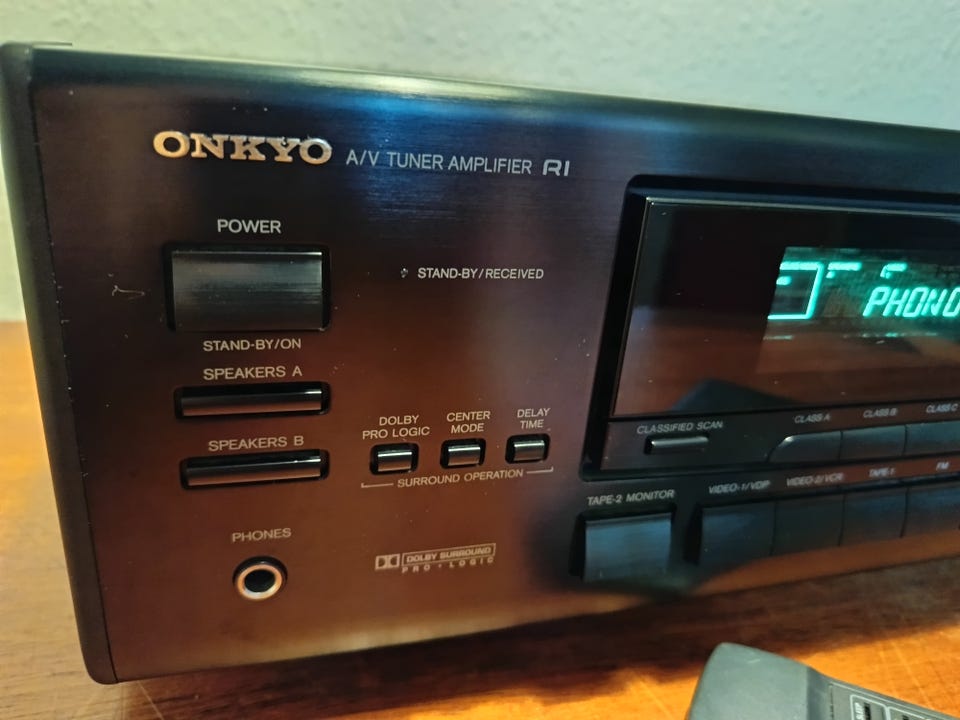 ONKYO A/V TUNER AMPLIFIER RI
POWER
STAND-BY/RECEIVED
PHONO
STAND-BY/ON
SPEAKERS A
DOLBY PRO LOGIC
CENTER MODE
DELAY TIME
SURROUND OPERATION
CLASSIFIED SCAN
CLASS A
CLASS B
CLASS C
SPEAKERS B
TAPE-2 MONITOR
VIDEO-1/VDP
VIDEO-2/VCR
TAPE-1
FM
PHONES
DOLBY SURROUND
PRO • LOGIC